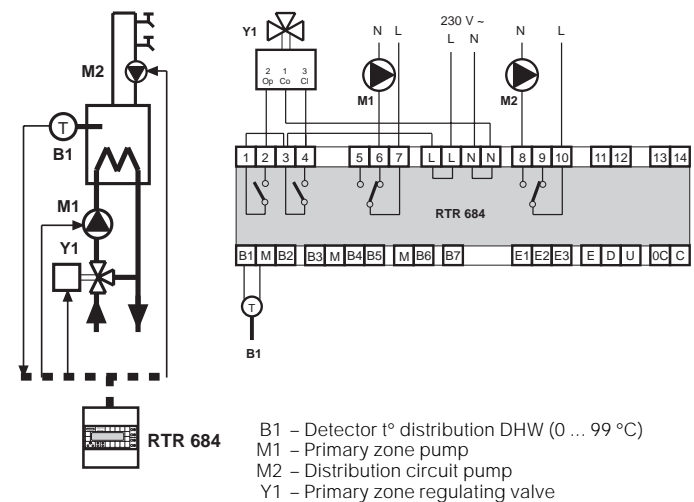 M2
T
B1
M1
Y1
RTR 684
Y1
2 1 3
Op Co Cl
N L
M1
230 V ~
L N
N L
M2
1 2 3 4 5 6 7 L L N N 8 9 10 11 12 13 14
RTR 684
B1 M B2 B3 M B4 B5 M B6 B7 E1 E2 E3 E D U 0C C
T
B1
B1 – Detector t° distribution DHW (0 ... 99 °C)
M1 – Primary zone pump
M2 – Distribution circuit pump
Y1 – Primary zone regulating valve